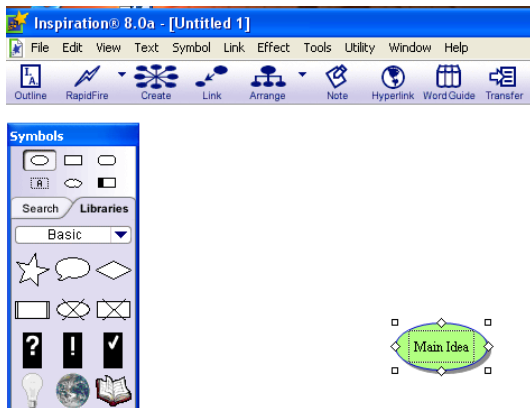 Inspiration® 8.0a - [Untitled 1]
File Edit View Text Symbol Link Effect Tools Utility Window Help
Outline RapidFire Create Link Arrange Note Hyperlink Word Guide Transfer
Symbols
A
Search Libraries
Basic
? !
Main Idea